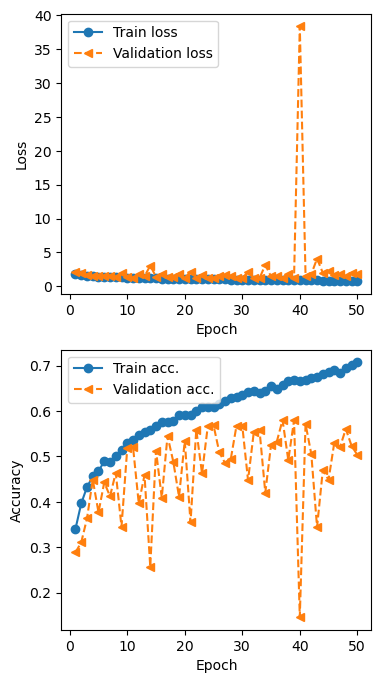 40
35
30
25
20
15
10
5
0
Loss
Train loss
Validation loss
0 10 20 30 40 50
Epoch
0.7
0.6
0.5
0.4
0.3
0.2
Accuracy
Train acc.
Validation acc.
0 10 20 30 40 50
Epoch